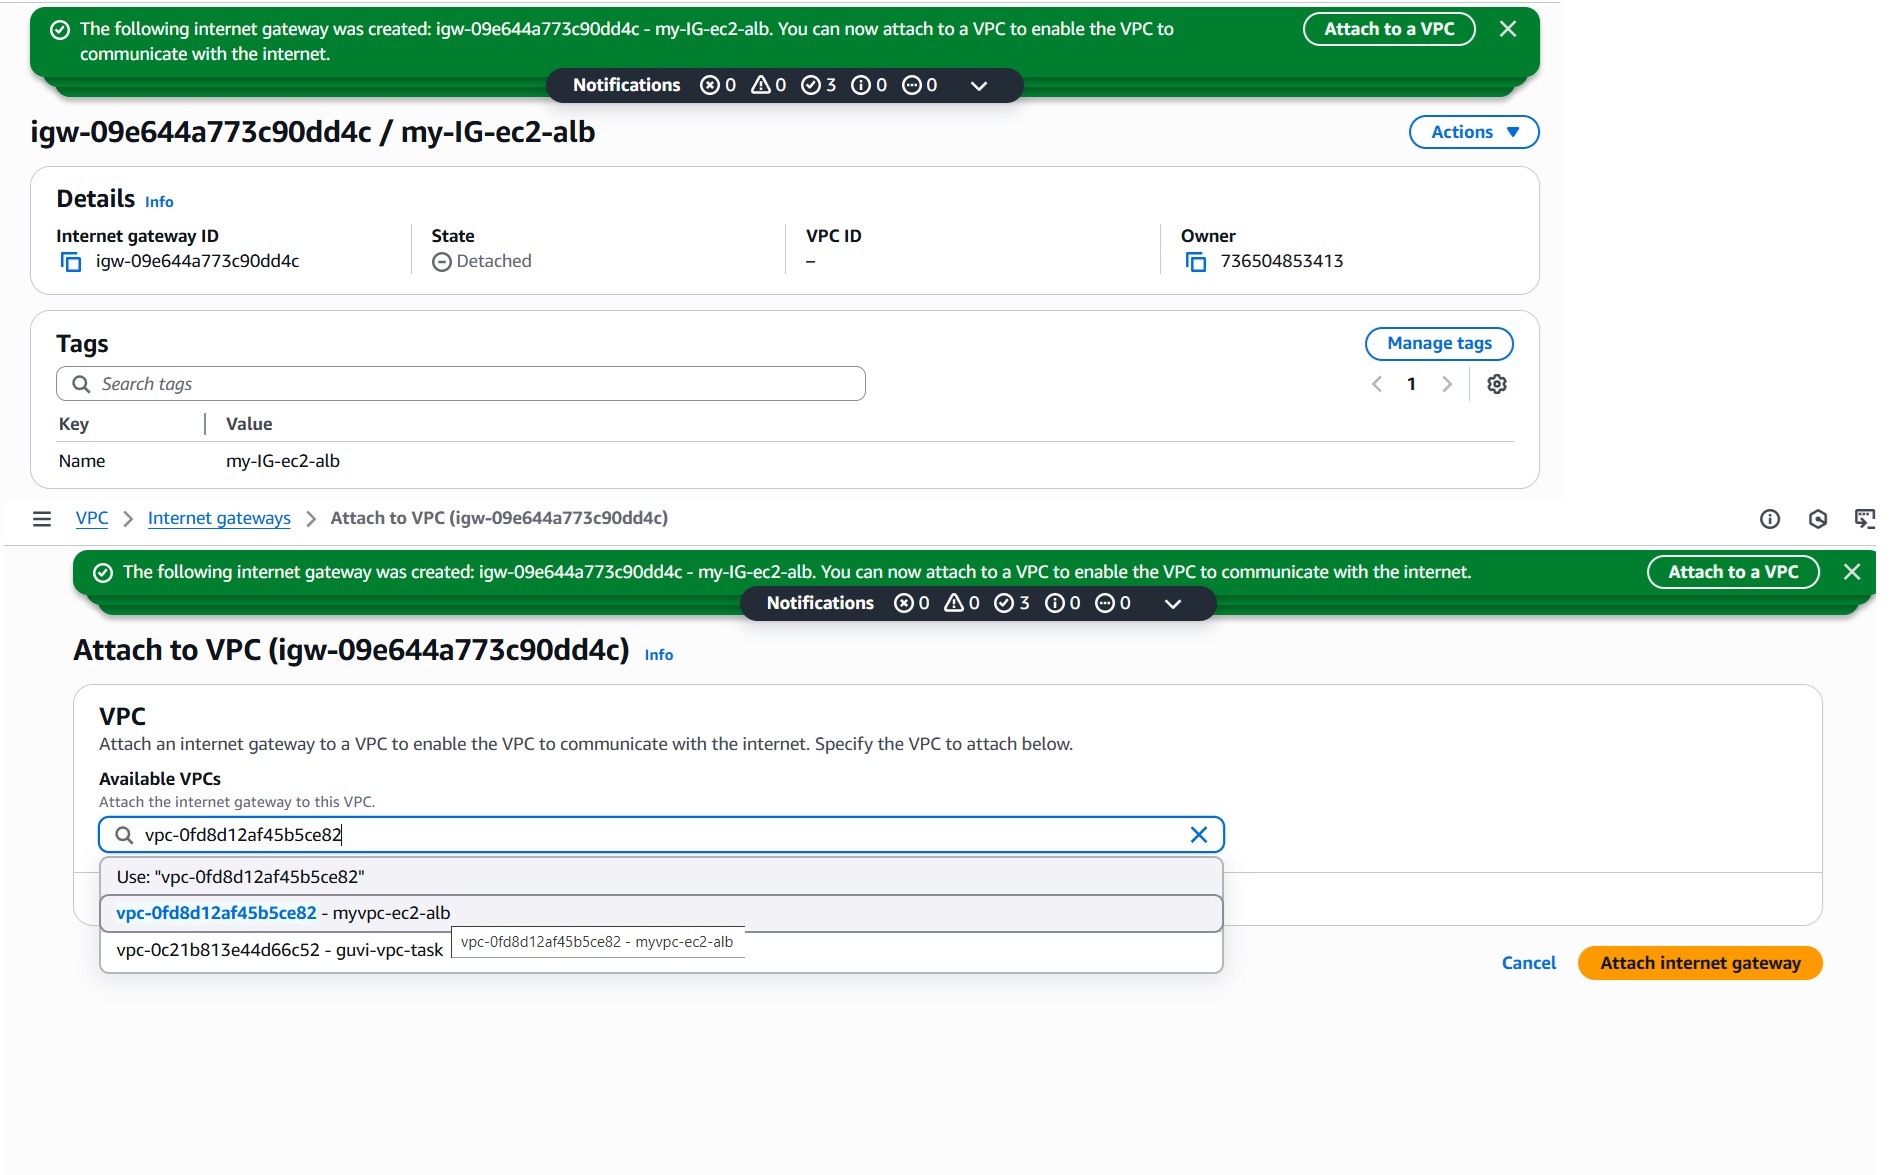 The following internet gateway was created: igw-09e644a773c90dd4c - my-IG-ec2-alb. You can now attach to a VPC to enable the VPC to
communicate with the internet.
Attach to a VPC
Notifications 0 0 3 0 0
igw-09e644a773c90dd4c / my-IG-ec2-alb
Actions
Details Info
Internet gateway ID
igw-09e644a773c90dd4c
State
Detached
VPC ID
–
Owner
736504853413
Tags
Manage tags
Search tags
1
Key Value
Name my-IG-ec2-alb
VPC Internet gateways Attach to VPC (igw-09e644a773c90dd4c)
The following internet gateway was created: igw-09e644a773c90dd4c - my-IG-ec2-alb. You can now attach to a VPC to enable the VPC to communicate with the internet.
Attach to a VPC
Notifications 0 0 3 0 0
Attach to VPC (igw-09e644a773c90dd4c) Info
VPC
Attach an internet gateway to a VPC to enable the VPC to communicate with the internet. Specify the VPC to attach below.
Available VPCs
Attach the internet gateway to this VPC.
vpc-0fd8d12af45b5ce82
Use: "vpc-0fd8d12af45b5ce82"
vpc-0fd8d12af45b5ce82 - myvpc-ec2-alb
vpc-0c21b813e44d66c52 - guvi-vpc-task
vpc-0fd8d12af45b5ce82 - myvpc-ec2-alb
Cancel
Attach internet gateway